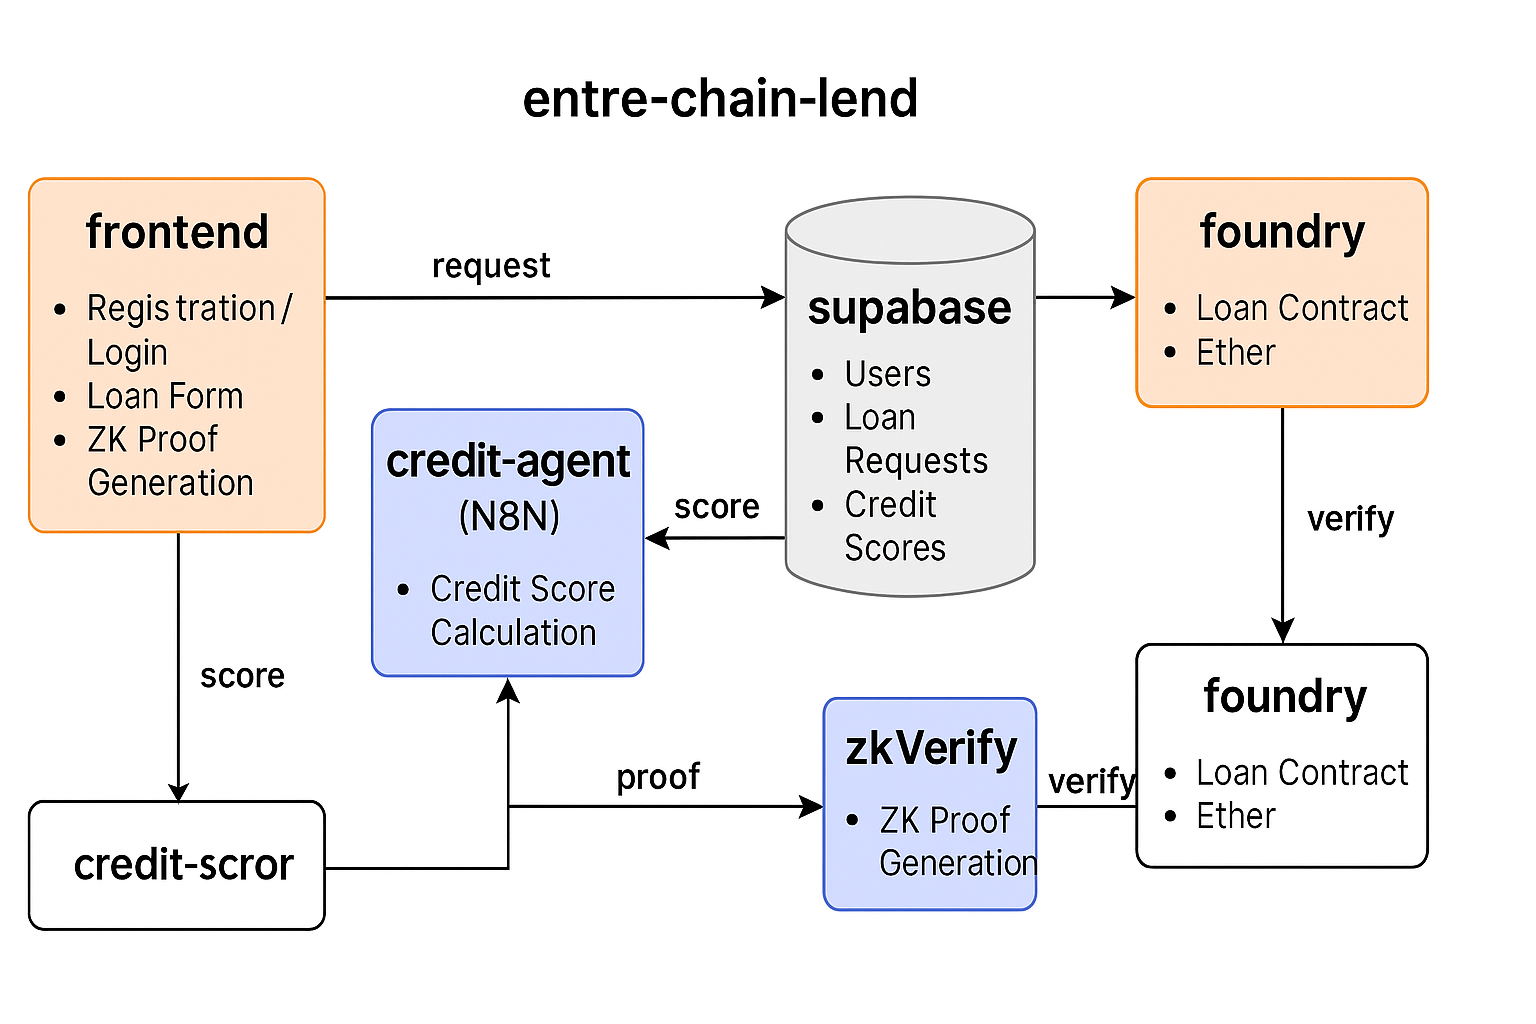 entre-chain-lend
frontend
• Registration/
Login
• Loan Form
• ZK Proof
Generation
request
supabase
• Users
• Loan
Requests
• Credit
Scores
foundry
• Loan Contract
• Ether
credit-agent
(N8N)
• Credit Score
Calculation
score
verify
score
credit-scror
proof
zkVerify
• ZK Proof
Generation
verify
foundry
• Loan Contract
• Ether